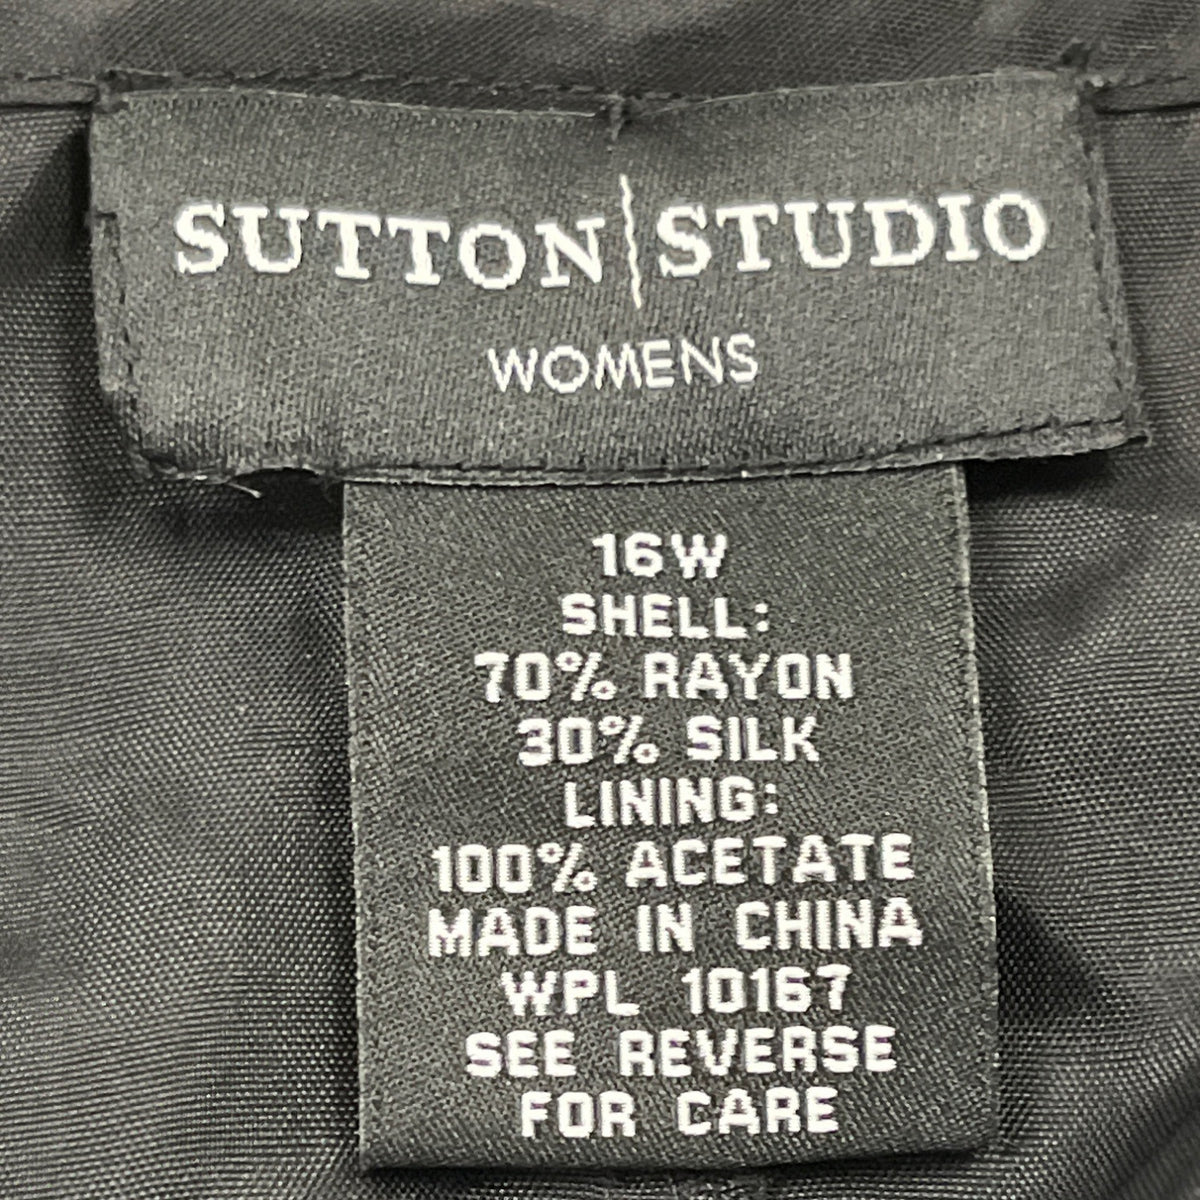 SUTTON|STUDIO
WOMENS
16W
SHELL:
70% RAYON
30% SILK
LINING:
100% ACETATE
MADE IN CHINA
WPL 10167
SEE REVERSE
FOR CARE